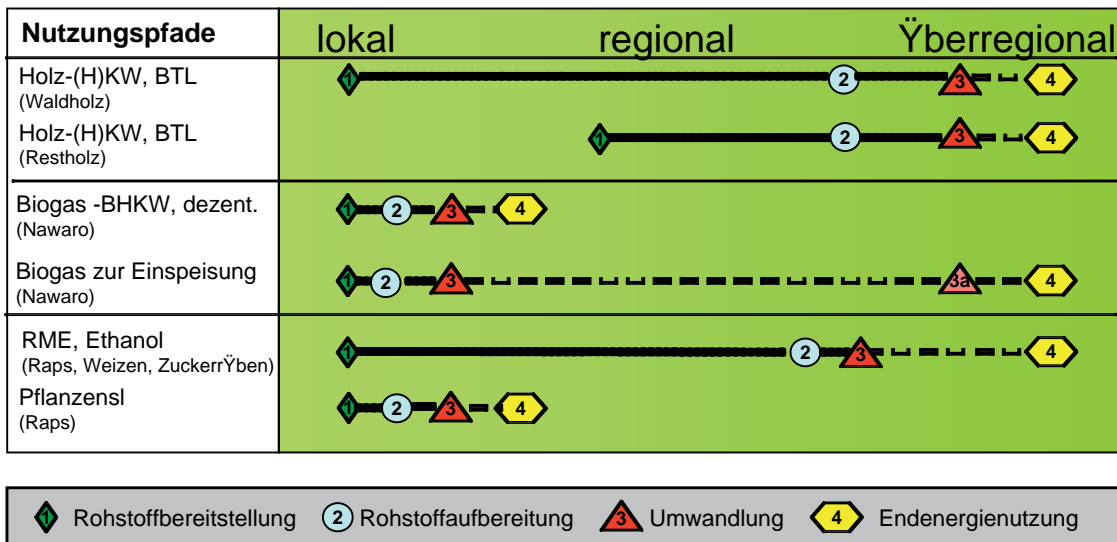 Nutzungspfade lokal regional Ÿberregional
Holz-(H)KW, BTL
(Waldholz)
1 2 3 4
Holz-(H)KW, BTL
(Restholz)
1 2 3 4
Biogas -BHKW, dezent.
(Nawaro)
1 2 3 4
Biogas zur Einspeisung
(Nawaro)
1 2 3 3a 4
RME, Ethanol
(Raps, Weizen, ZuckerrŸben)
1 2 3 4
Pflanzensl
(Raps)
1 2 3 4
1 Rohstoffbereitstellung 2 Rohstoffaufbereitung 3 Umwandlung 4 Endenergienutzung